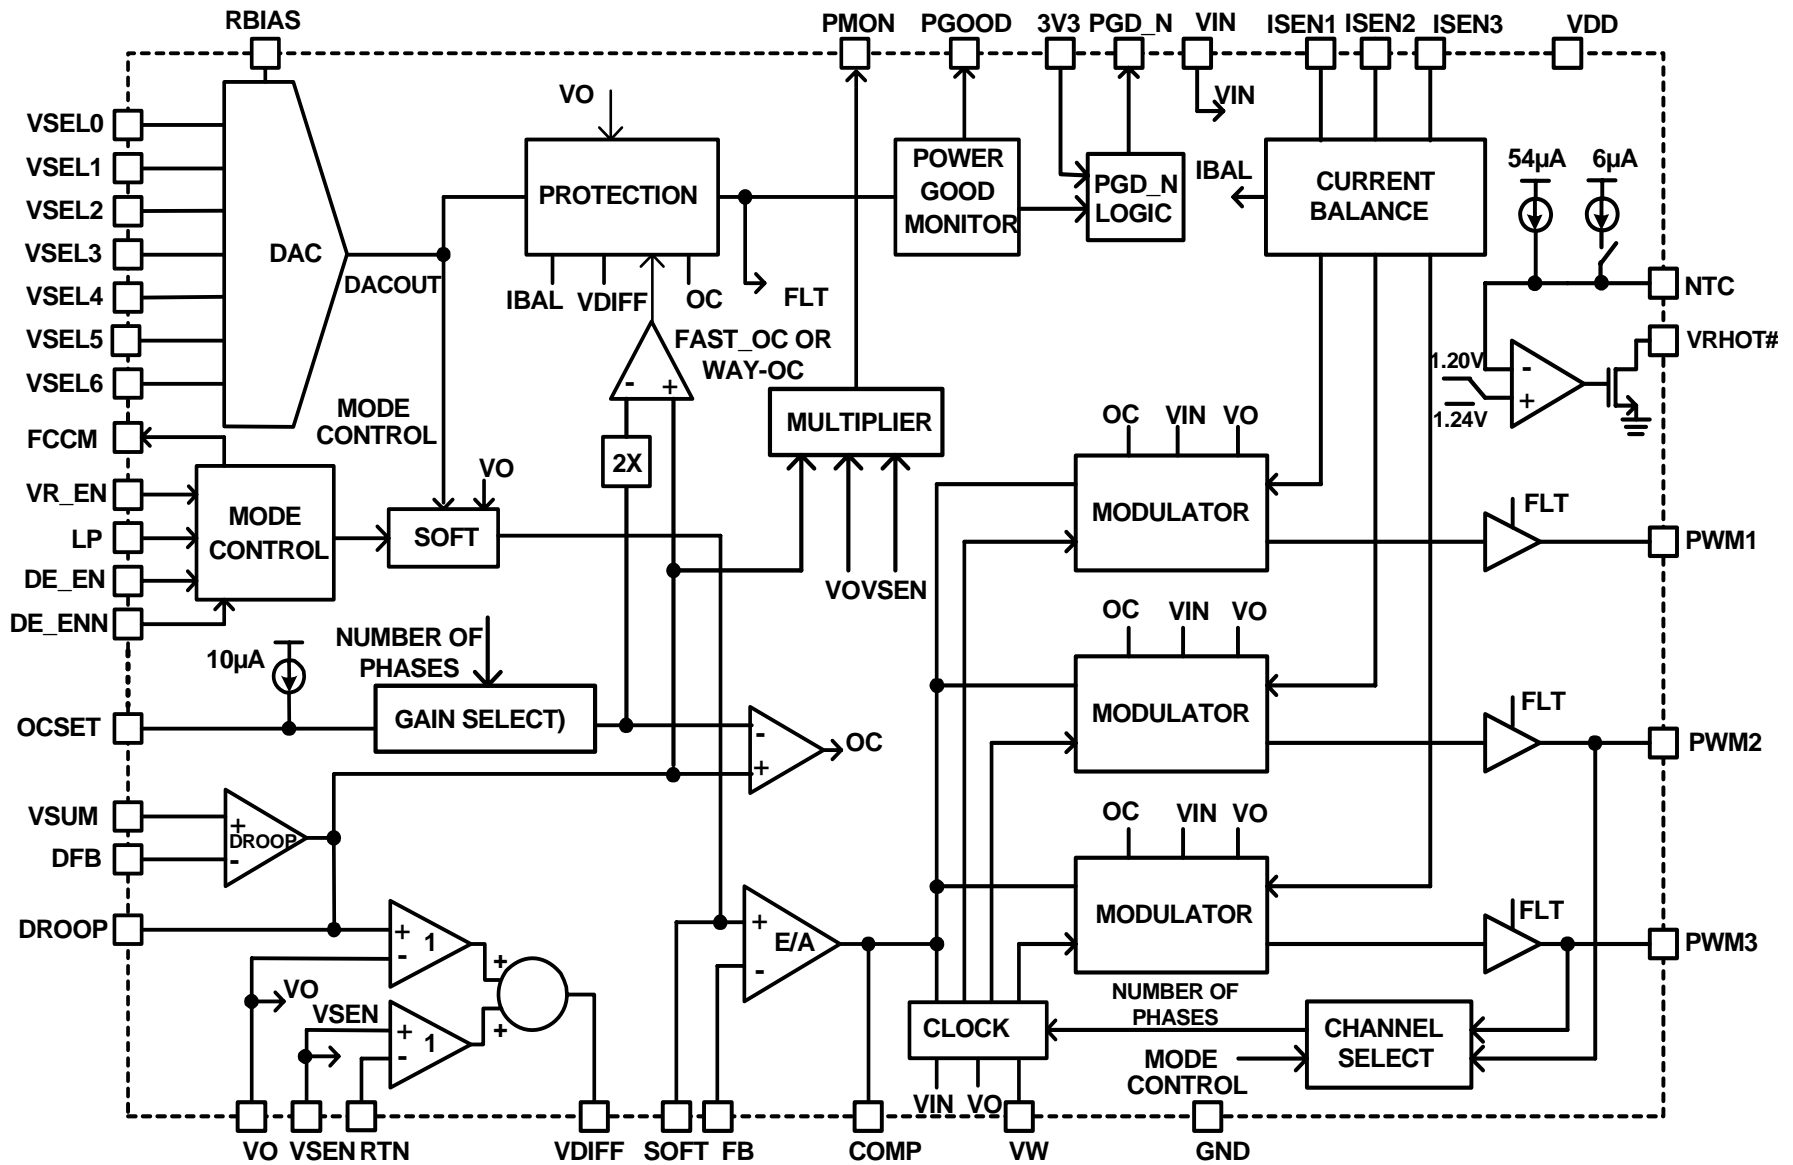 RBIAS
PMON
PGOOD
3V3
PGD_N
VIN
ISEN1
ISEN2
ISEN3
VDD
VSEL0
VSEL1
VSEL2
VSEL3
VSEL4
VSEL5
VSEL6
FCCM
VR_EN
LP
DE_EN
DE_ENN
OCSET
VSUM
DFB
DROOP
DAC
DACOUT
VO
PROTECTION
IBAL
VDIFF
OC
FLT
POWER
GOOD
MONITOR
PGD_N
LOGIC
VIN
IBAL
CURRENT
BALANCE
54µA
6µA
NTC
VRHOT#
1.20V
1.24V
-
+
FAST_OC OR
WAY-OC
-
+
MODE
CONTROL
2X
MULTIPLIER
VO
VSEN
MODE
CONTROL
VO
SOFT
NUMBER OF
PHASES
10µA
GAIN SELECT)
-
+
OC
+
DROOP
-
OC
VIN
VO
MODULATOR
FLT
PWM1
OC
VIN
VO
MODULATOR
FLT
PWM2
OC
VIN
VO
MODULATOR
FLT
PWM3
+
1
-
+
VO
VSEN
+
1
-
+
+
E/A
-
CLOCK
NUMBER OF
PHASES
CHANNEL
SELECT
MODE
CONTROL
VIN
VO
VO
VSEN
RTN
VDIFF
SOFT
FB
COMP
VW
GND